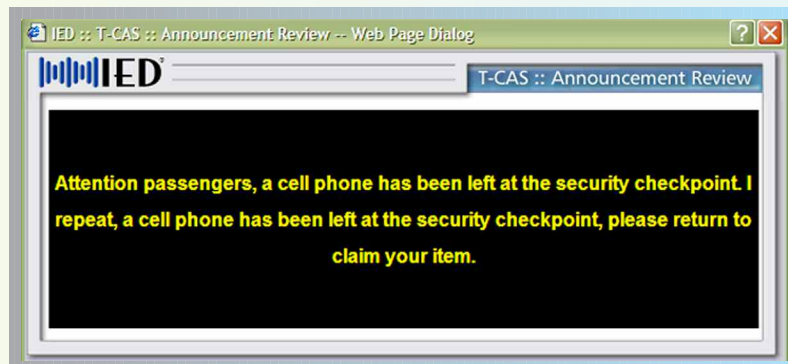 IED :: T-CAS :: Announcement Review -- Web Page Dialog
IED
T-CAS :: Announcement Review
Attention passengers, a cell phone has been left at the security checkpoint. I
repeat, a cell phone has been left at the security checkpoint, please return to
claim your item.